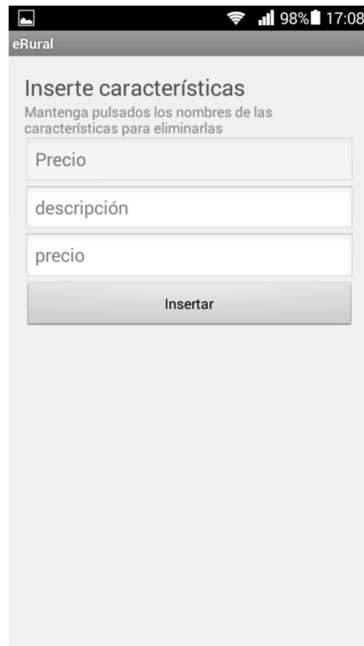 98% 17:08
eRural
Inserte características
Mantenga pulsados los nombres de las
características para eliminarlas
Precio
descripción
precio
Insertar